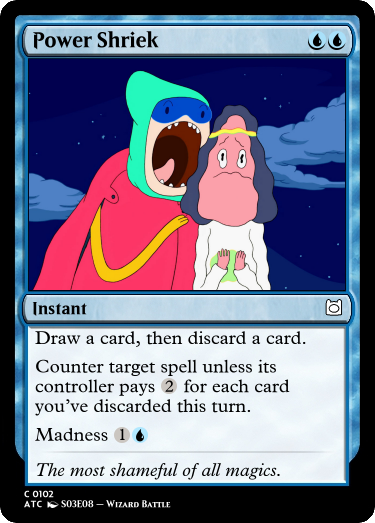 Power Shriek
Instant
Draw a card, then discard a card.
Counter target spell unless its
controller pays 2 for each card
you've discarded this turn.
Madness 1
The most shameful of all magics.
C 0102
ATC S03E08 — Wizard Battle